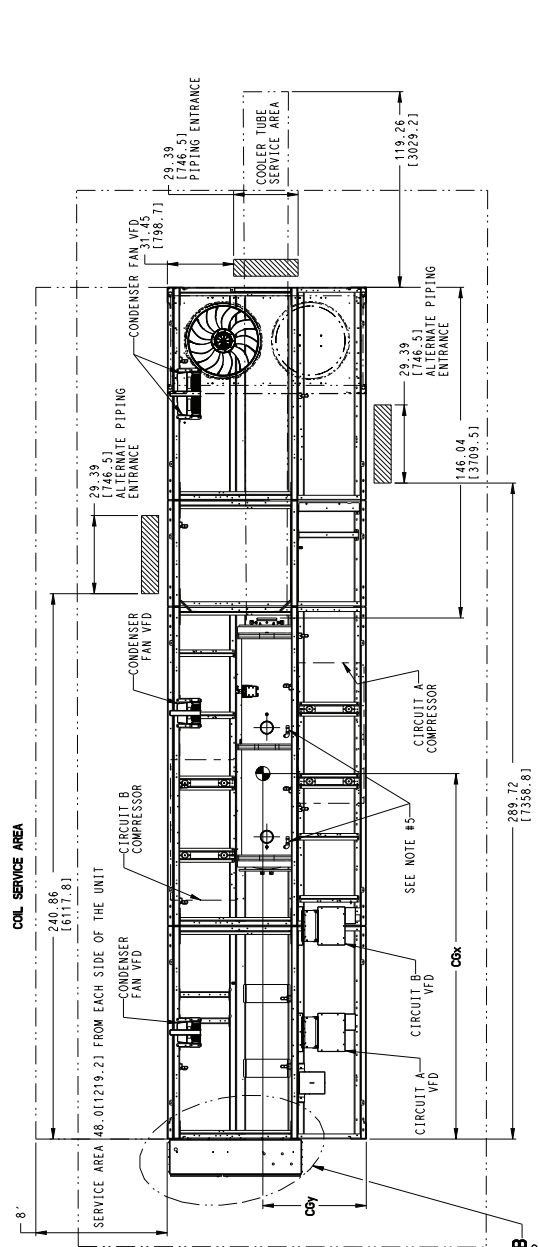 COIL SERVICE AREA
8'
240.86
[6117.8]
SERVICE AREA 48.0[1219.2] FROM EACH SIDE OF THE UNIT
CONDENSER
FAN VFD
CIRCUIT B
COMPRESSOR
CONDENSER
FAN VFD
29.39
[746.5]
ALTERNATE PIPING
ENTRANCE
CONDENSER FAN VFD
31.45
[798.7]
29.39
[746.5]
PIPING ENTRANCE
COOLER TUBE
SERVICE AREA
119.26
[3029.2]
29.39
[746.5]
ALTERNATE PIPING
ENTRANCE
146.04
[3709.5]
CIRCUIT A
COMPRESSOR
SEE NOTE #5
CIRCUIT B
VFD
CIRCUIT A
VFD
CGx
CGy
289.72
[7358.8]
B